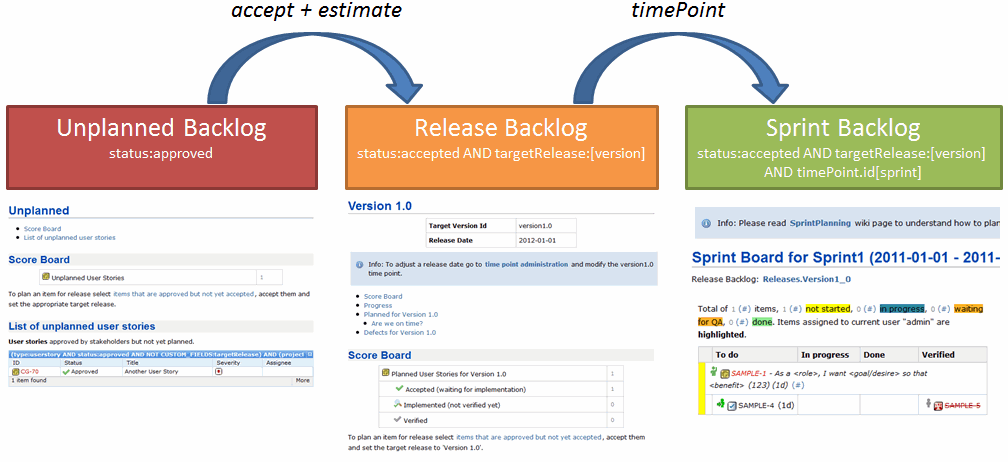 accept + estimate
timePoint
Unplanned Backlog
status:approved
Release Backlog
status:accepted AND targetRelease:[version]
Sprint Backlog
status:accepted AND targetRelease:[version]
AND timePoint.id[sprint]
Unplanned
Score Board
List of unplanned user stories
Score Board
Unplanned User Stories 1
To plan an item for release select items that are approved but not yet accepted, accept them and
set the appropriate target release.
List of unplanned user stories
User stories approved by stakeholders but not yet planned.
(type:userstory AND status:approved AND NOT CUSTOM_FIELDS:targetRelease) AND (project
ID Status Title Severity Assignee
CG-70 Approved Another User Story
1 item found More
Version 1.0
Target Version Id version1.0
Release Date 2012-01-01
Info: To adjust a release date go to time point administration and modify the version1.0
time point.
Score Board
Progress
Planned for Version 1.0
Are we on time?
Defects for Version 1.0
Score Board
Planned User Stories for Version 1.0 1
Accepted (waiting for implementation) 1
Implemented (not verified yet) 0
Verified 0
To plan an item for release select items that are approved but not yet accepted, accept them
and set the target release to 'Version 1.0'.
Info: Please read SprintPlanning wiki page to understand how to plan
Sprint Board for Sprint1 (2011-01-01 - 2011-
Release Backlog: Releases.Version1_0
Total of 1 (#) items, 1 (#) not started, 0 (#) in progress, 0 (#) waiting
for QA, 0 (#) done. Items assigned to current user "admin" are
highlighted.
To do In progress Done Verified
SAMPLE-1 - As a <role>, I want <goal/desire> so that
<benefit> (123) (1d) (#)
SAMPLE-4 (1d) SAMPLE-5